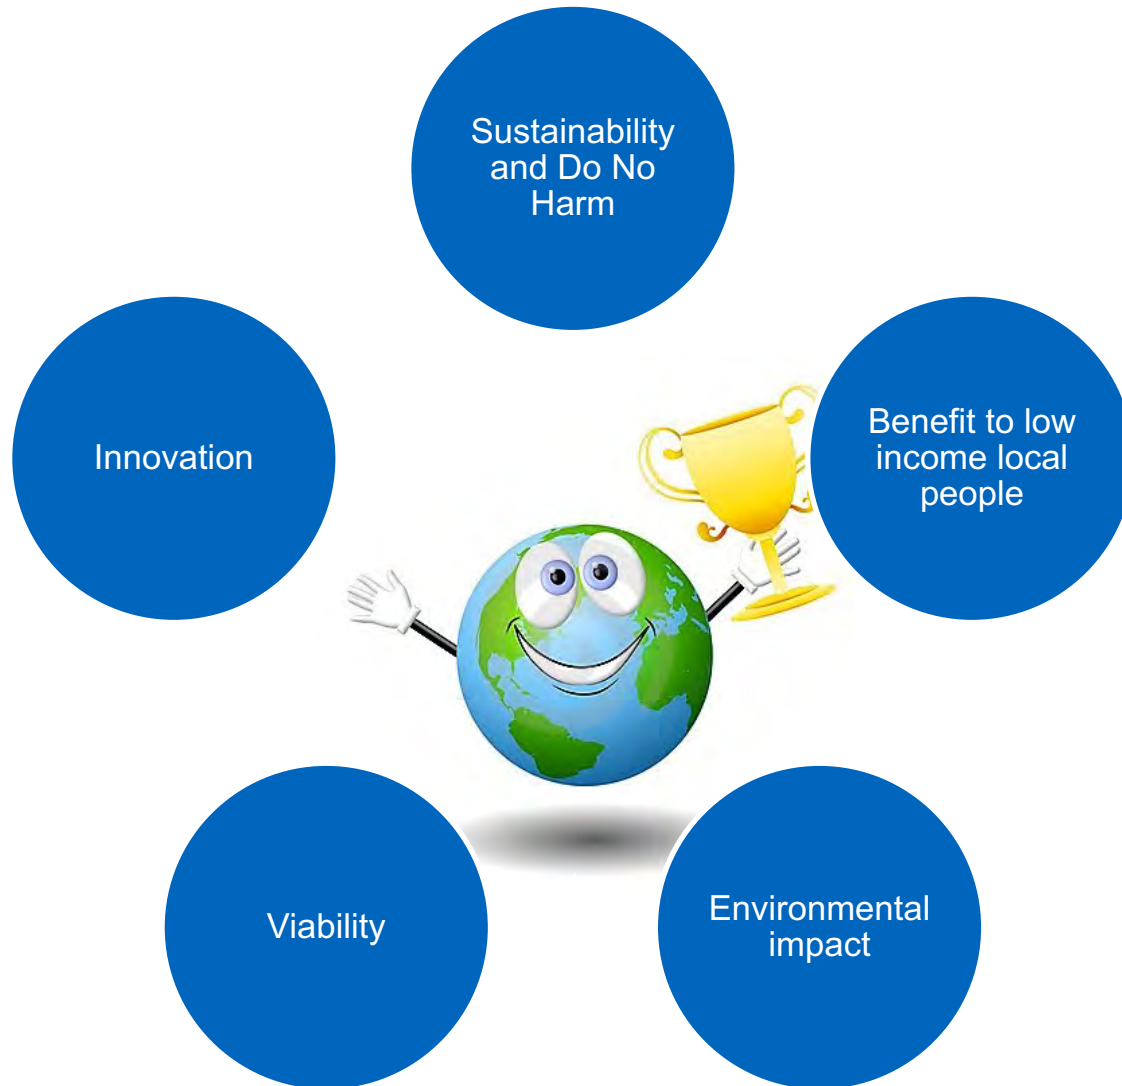 Sustainability
and Do No
Harm
Innovation
Benefit to low
income local
people
Viability
Environmental
impact